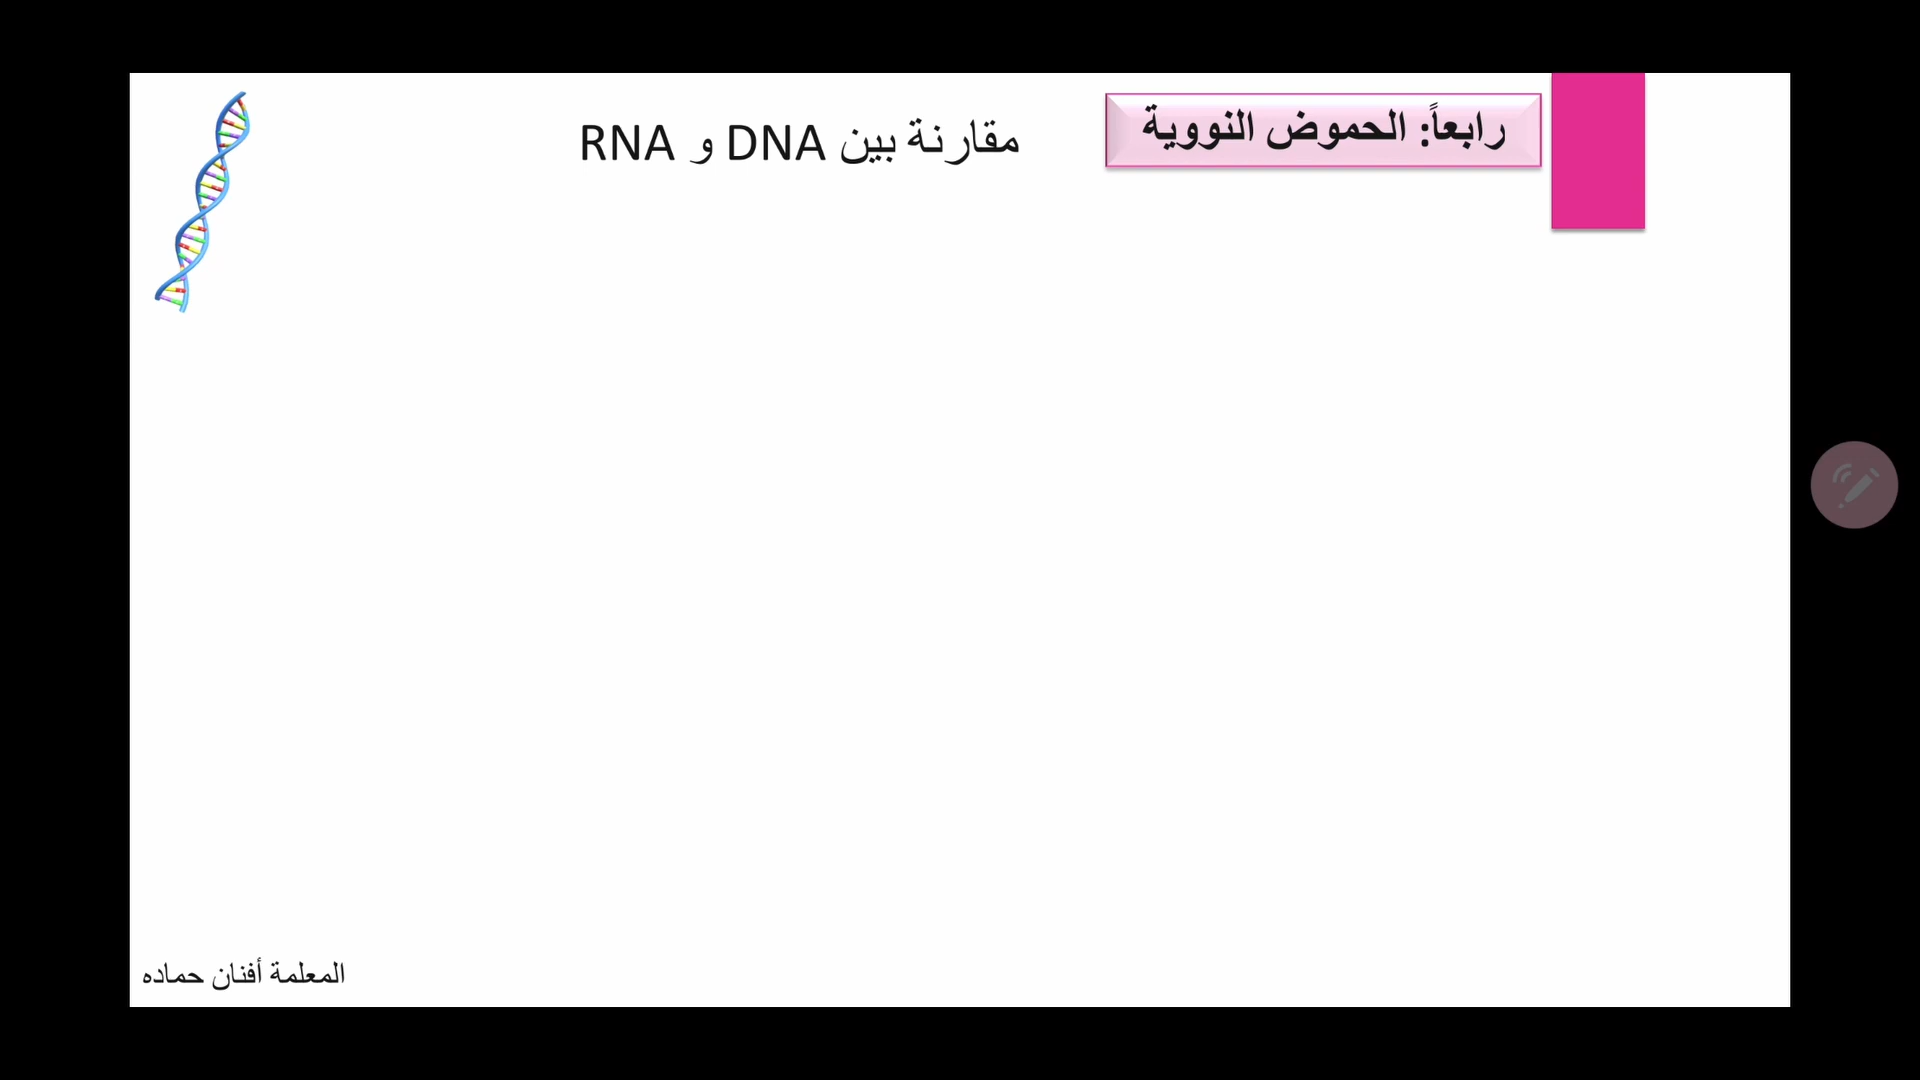 رابعاً: الحموض النووية
مقارنة بين DNA و RNA
المعلمة أفنان حماده